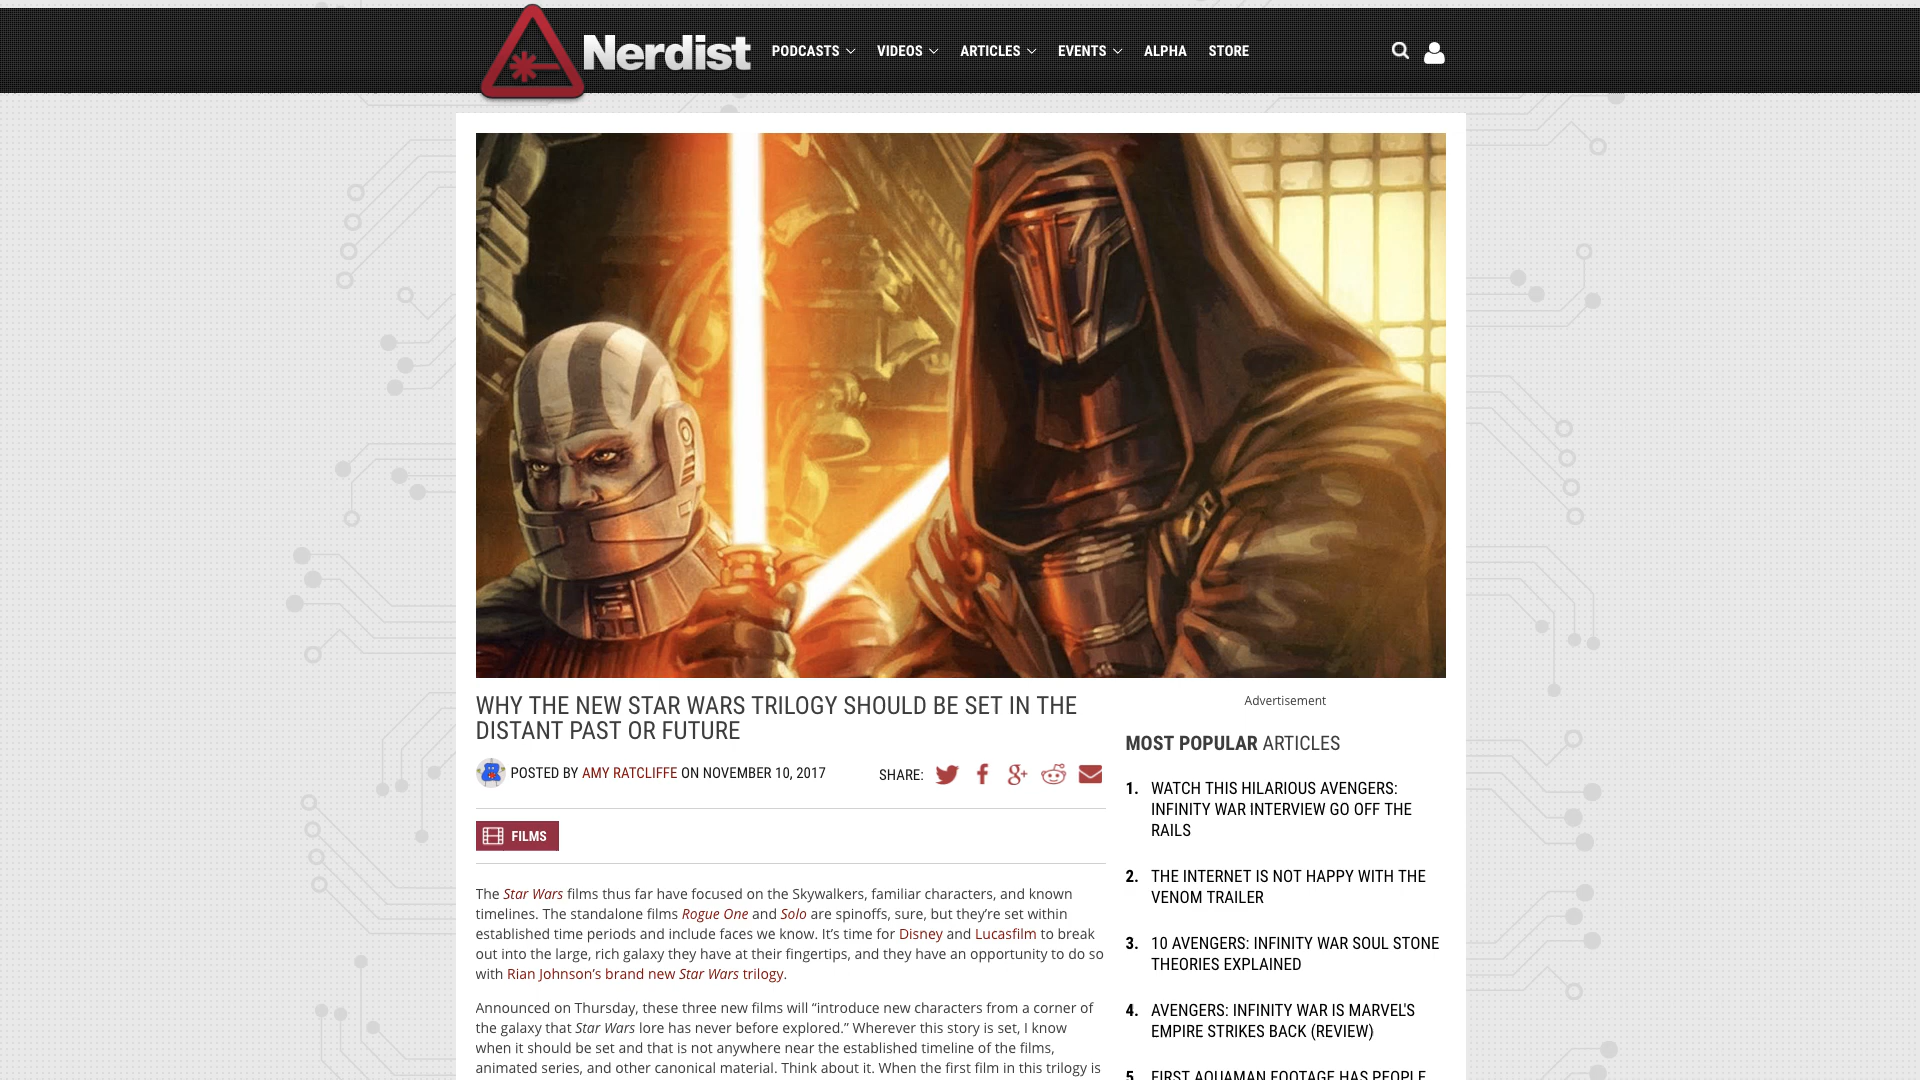 Nerdist
PODCASTS
VIDEOS
ARTICLES
EVENTS
ALPHA
STORE
WHY THE NEW STAR WARS TRILOGY SHOULD BE SET IN THE
DISTANT PAST OR FUTURE
POSTED BY AMY RATCLIFFE ON NOVEMBER 10, 2017
SHARE:
FILMS
The Star Wars films thus far have focused on the Skywalkers, familiar characters, and known
timelines. The standalone films Rogue One and Solo are spinoffs, sure, but they’re set within
established time periods and include faces we know. It’s time for Disney and Lucasfilm to break
out into the large, rich galaxy they have at their fingertips, and they have an opportunity to do so
with Rian Johnson’s brand new Star Wars trilogy.
Announced on Thursday, these three new films will “introduce new characters from a corner of
the galaxy that Star Wars lore has never before explored.” Wherever this story is set, I know
when it should be set and that is not anywhere near the established timeline of the films,
animated series, and other canonical material. Think about it. When the first film in this trilogy is
Advertisement
MOST POPULAR ARTICLES
1. WATCH THIS HILARIOUS AVENGERS:
INFINITY WAR INTERVIEW GO OFF THE
RAILS
2. THE INTERNET IS NOT HAPPY WITH THE
VENOM TRAILER
3. 10 AVENGERS: INFINITY WAR SOUL STONE
THEORIES EXPLAINED
4. AVENGERS: INFINITY WAR IS MARVEL'S
EMPIRE STRIKES BACK (REVIEW)
5. FIRST AQUAMAN FOOTAGE HAS PEOPLE